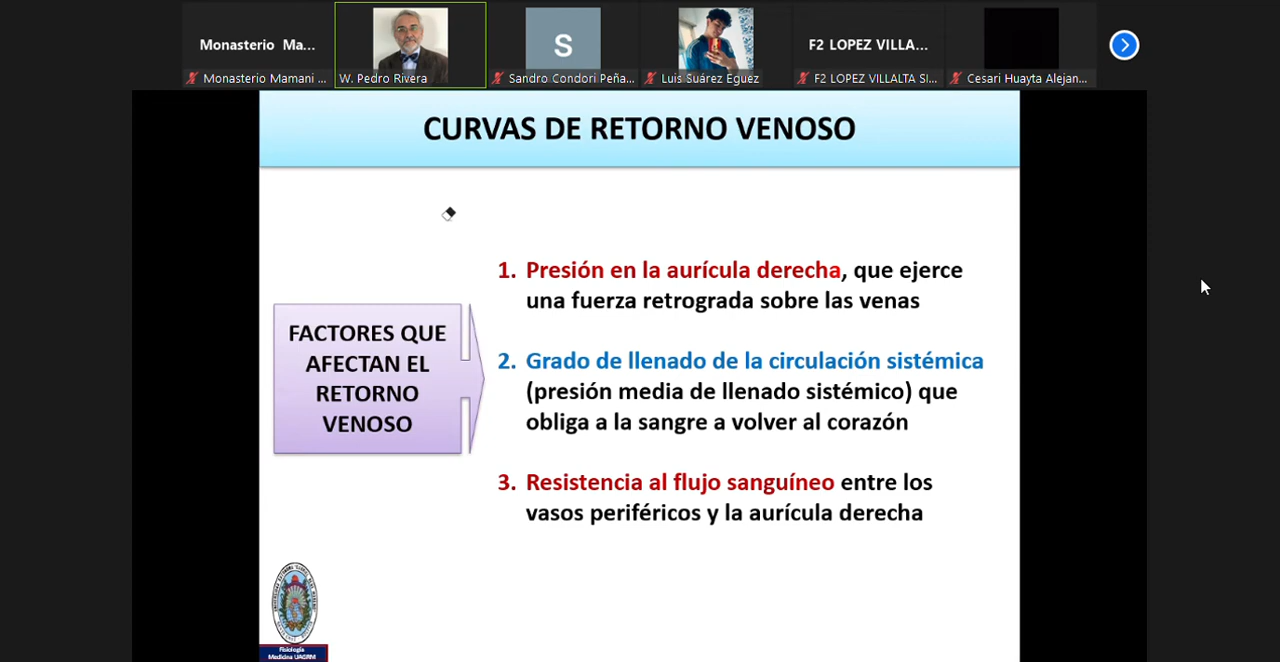 Monasterio Ma...
S
F2 LOPEZ VILLA...
Monasterio Mamani ...
W. Pedro Rivera
Sandro Condori Peña...
Luis Suárez Eguez
F2 LOPEZ VILLALTA SI...
Cesari Huayta Alejan...
CURVAS DE RETORNO VENOSO
FACTORES QUE
AFECTAN EL
RETORNO
VENOSO
1. Presión en la aurícula derecha, que ejerce
una fuerza retrograda sobre las venas
2. Grado de llenado de la circulación sistémica
(presión media de llenado sistémico) que
obliga a la sangre a volver al corazón
3. Resistencia al flujo sanguíneo entre los
vasos periféricos y la aurícula derecha
Fisiología
Medicina UAGRM